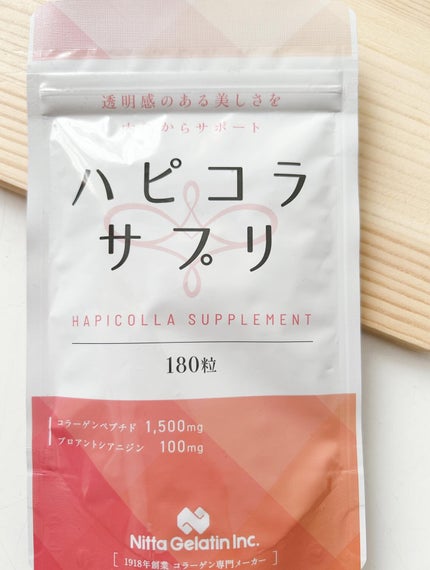 透明感のある美しさを
からサポート
ハピコラ
サプリ
HAPICOLLA SUPPLEMENT
180粒
コラーゲンペプチド 1,500mg
プロアントシアニジン 100mg
Nitta Gelatin Inc.
[ 1918年創業 コラーゲン専門メーカー ]